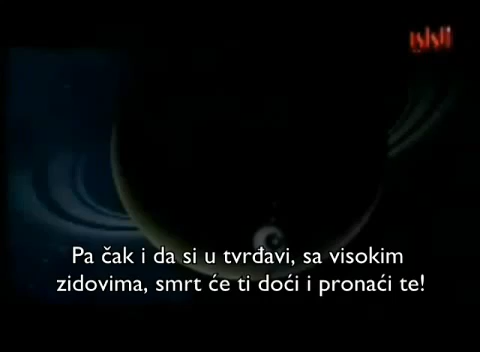 Pa čak i da si u tvrđavi, sa visokim
zidovima, smrt će ti doći i pronaći te!